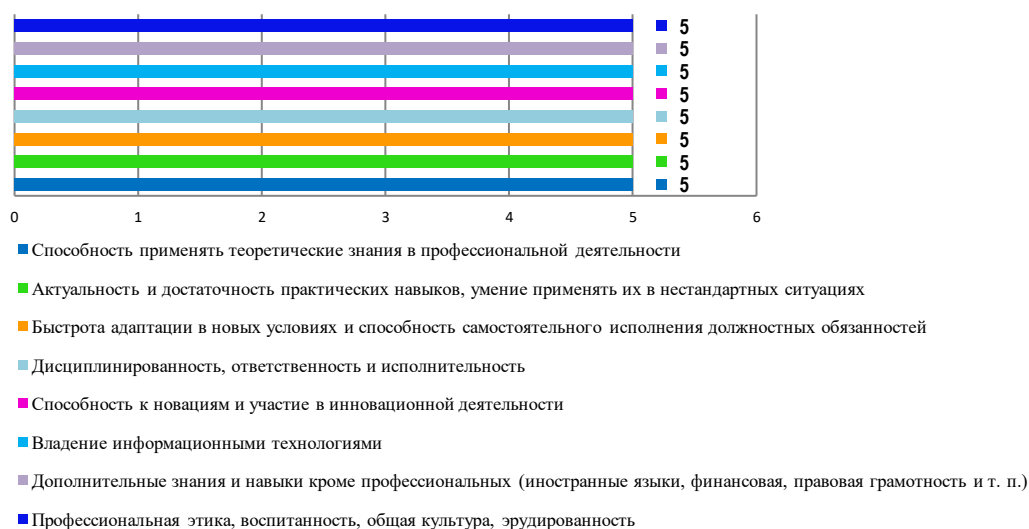 5
5
5
5
5
5
5
5
0 1 2 3 4 5 6
Способность применять теоретические знания в профессиональной деятельности
Актуальность и достаточность практических навыков, умение применять их в нестандартных ситуациях
Быстрота адаптации в новых условиях и способность самостоятельного исполнения должностных обязанностей
Дисциплинированность, ответственность и исполнительность
Способность к новациям и участие в инновационной деятельности
Владение информационными технологиями
Дополнительные знания и навыки кроме профессиональных (иностранные языки, финансовая, правовая грамотность и т. п.)
Профессиональная этика, воспитанность, общая культура, эрудированность